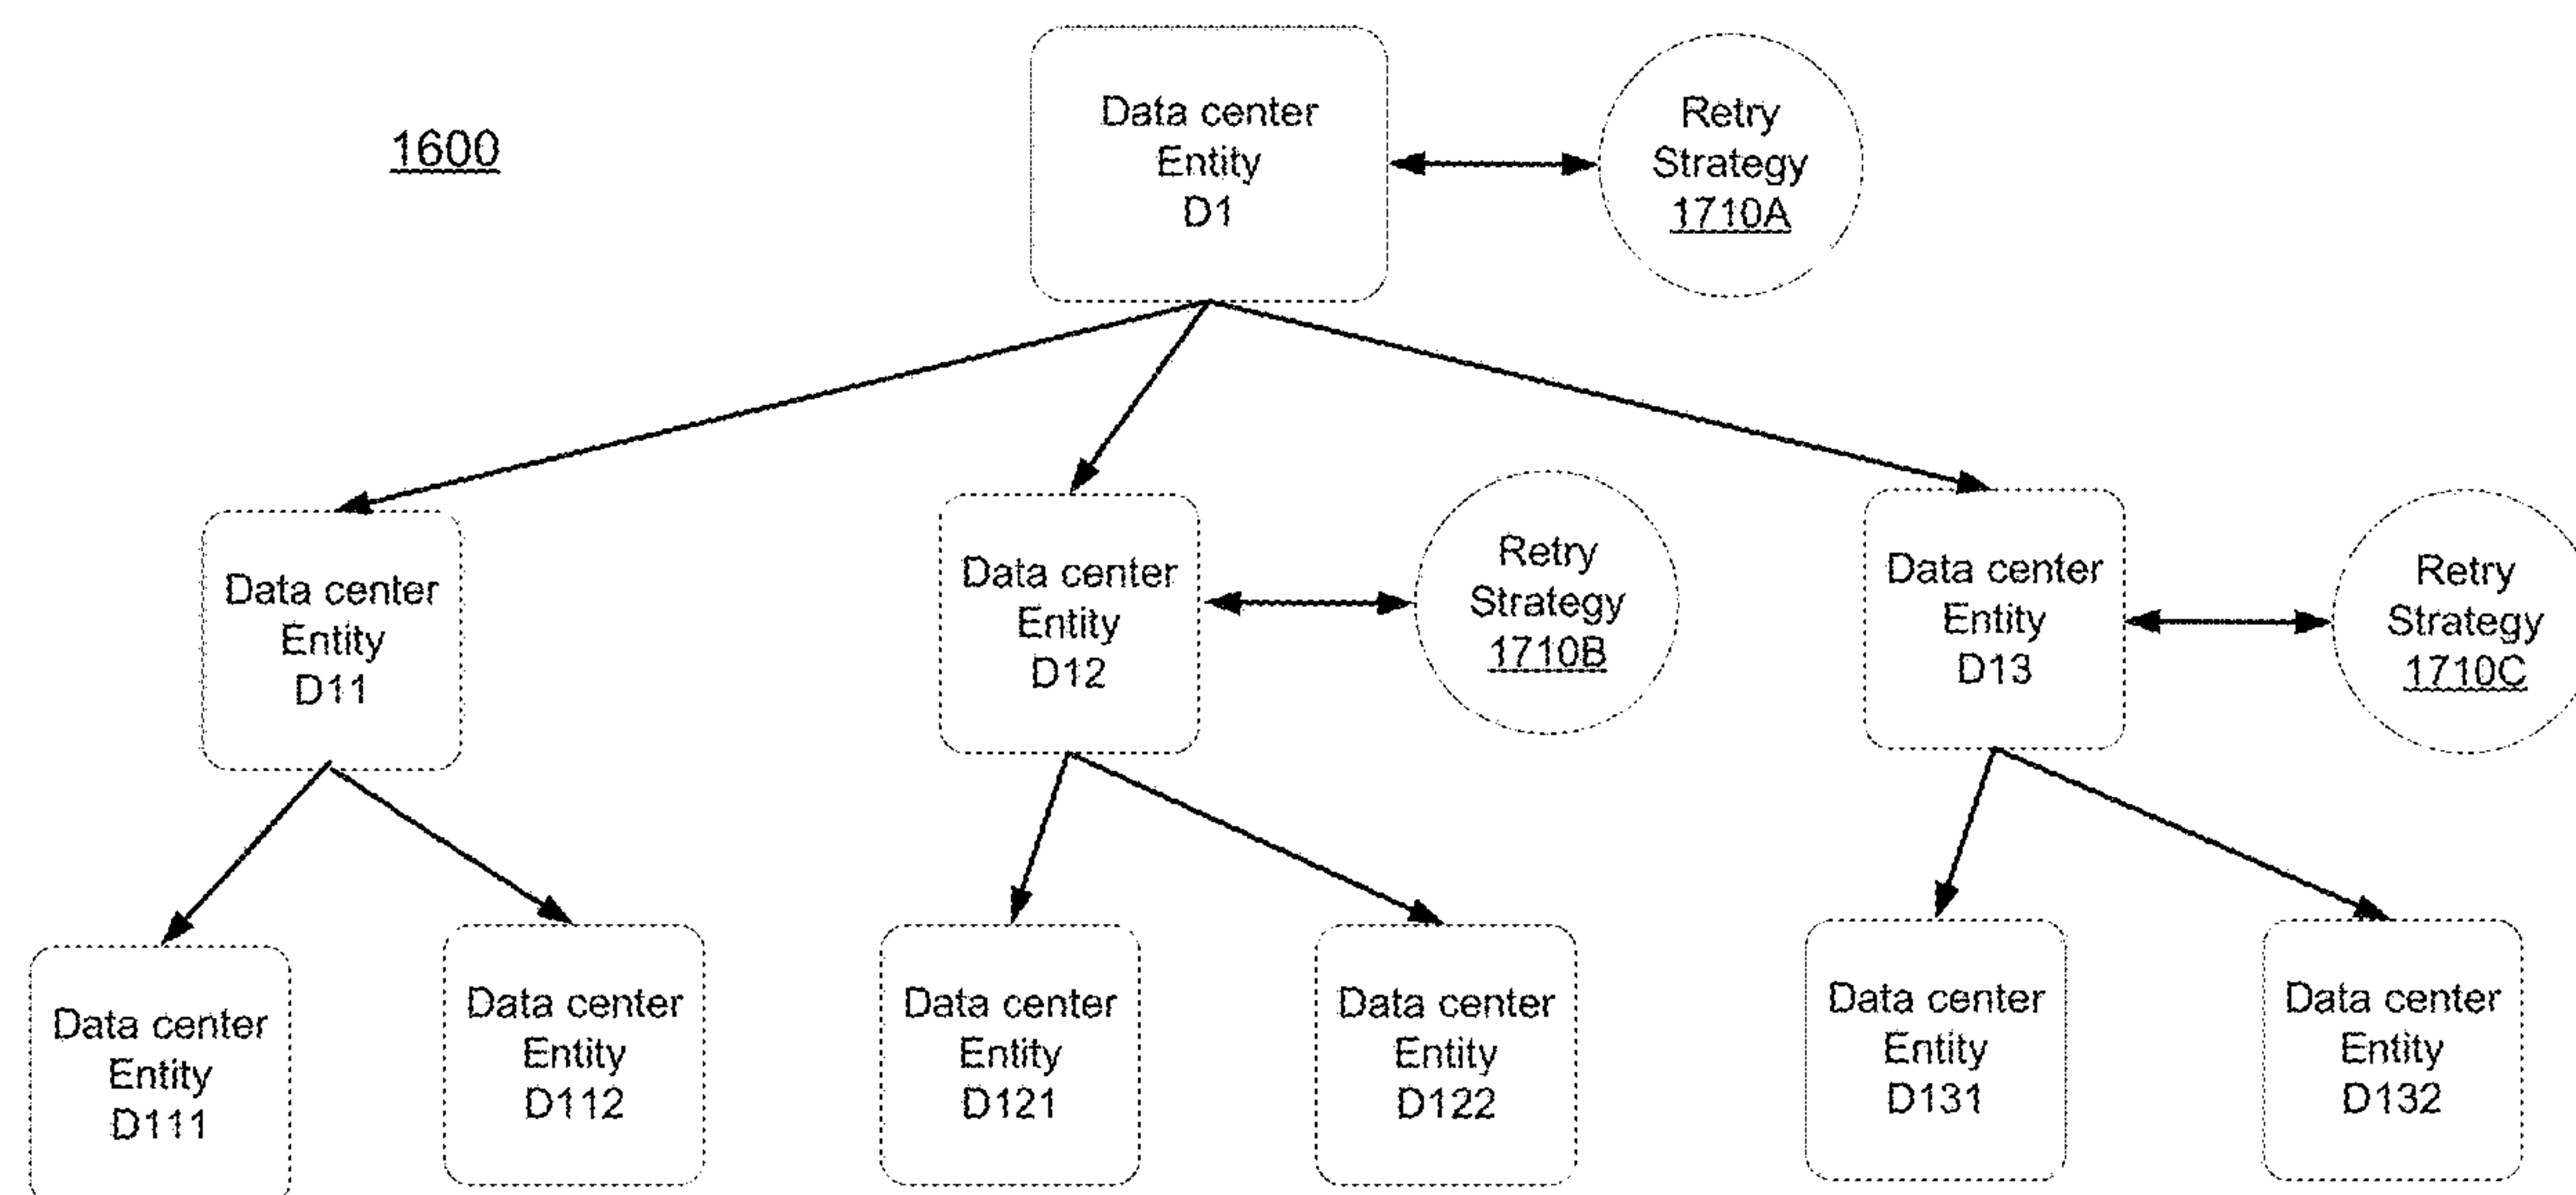 1600
Data center
Entity
D1
Retry
Strategy
1710A
Data center
Entity
D11
Data center
Entity
D12
Retry
Strategy
1710B
Data center
Entity
D13
Retry
Strategy
1710C
Data center
Entity
D111
Data center
Entity
D112
Data center
Entity
D121
Data center
Entity
D122
Data center
Entity
D131
Data center
Entity
D132